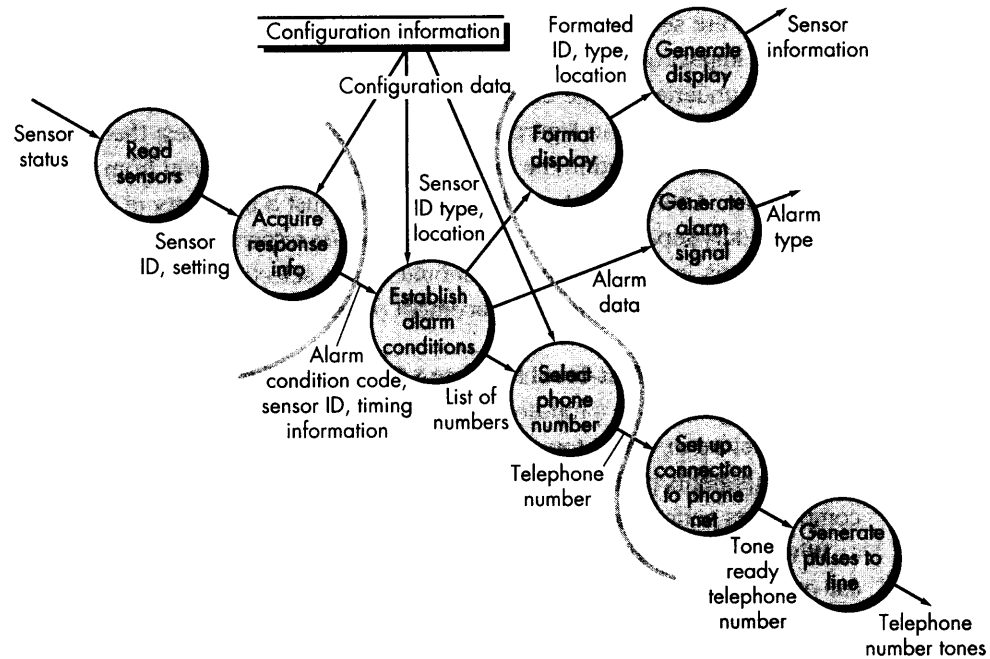 Configuration information
Configuration data
Sensor
status
Read
sensors
Sensor
ID, setting
Acquire
response
info
Alarm
condition code,
sensor ID, timing
information
Establish
alarm
conditions
Sensor
ID type,
location
Format
display
Formated
ID, type,
location
Generate
display
Sensor
information
Alarm
data
Generate
alarm
signal
Alarm
type
List of
numbers
Select
phone
number
Telephone
number
Set up
connection
to phone
net
Tone
ready
telephone
number
Generate
pulses to
line
Telephone
number tones